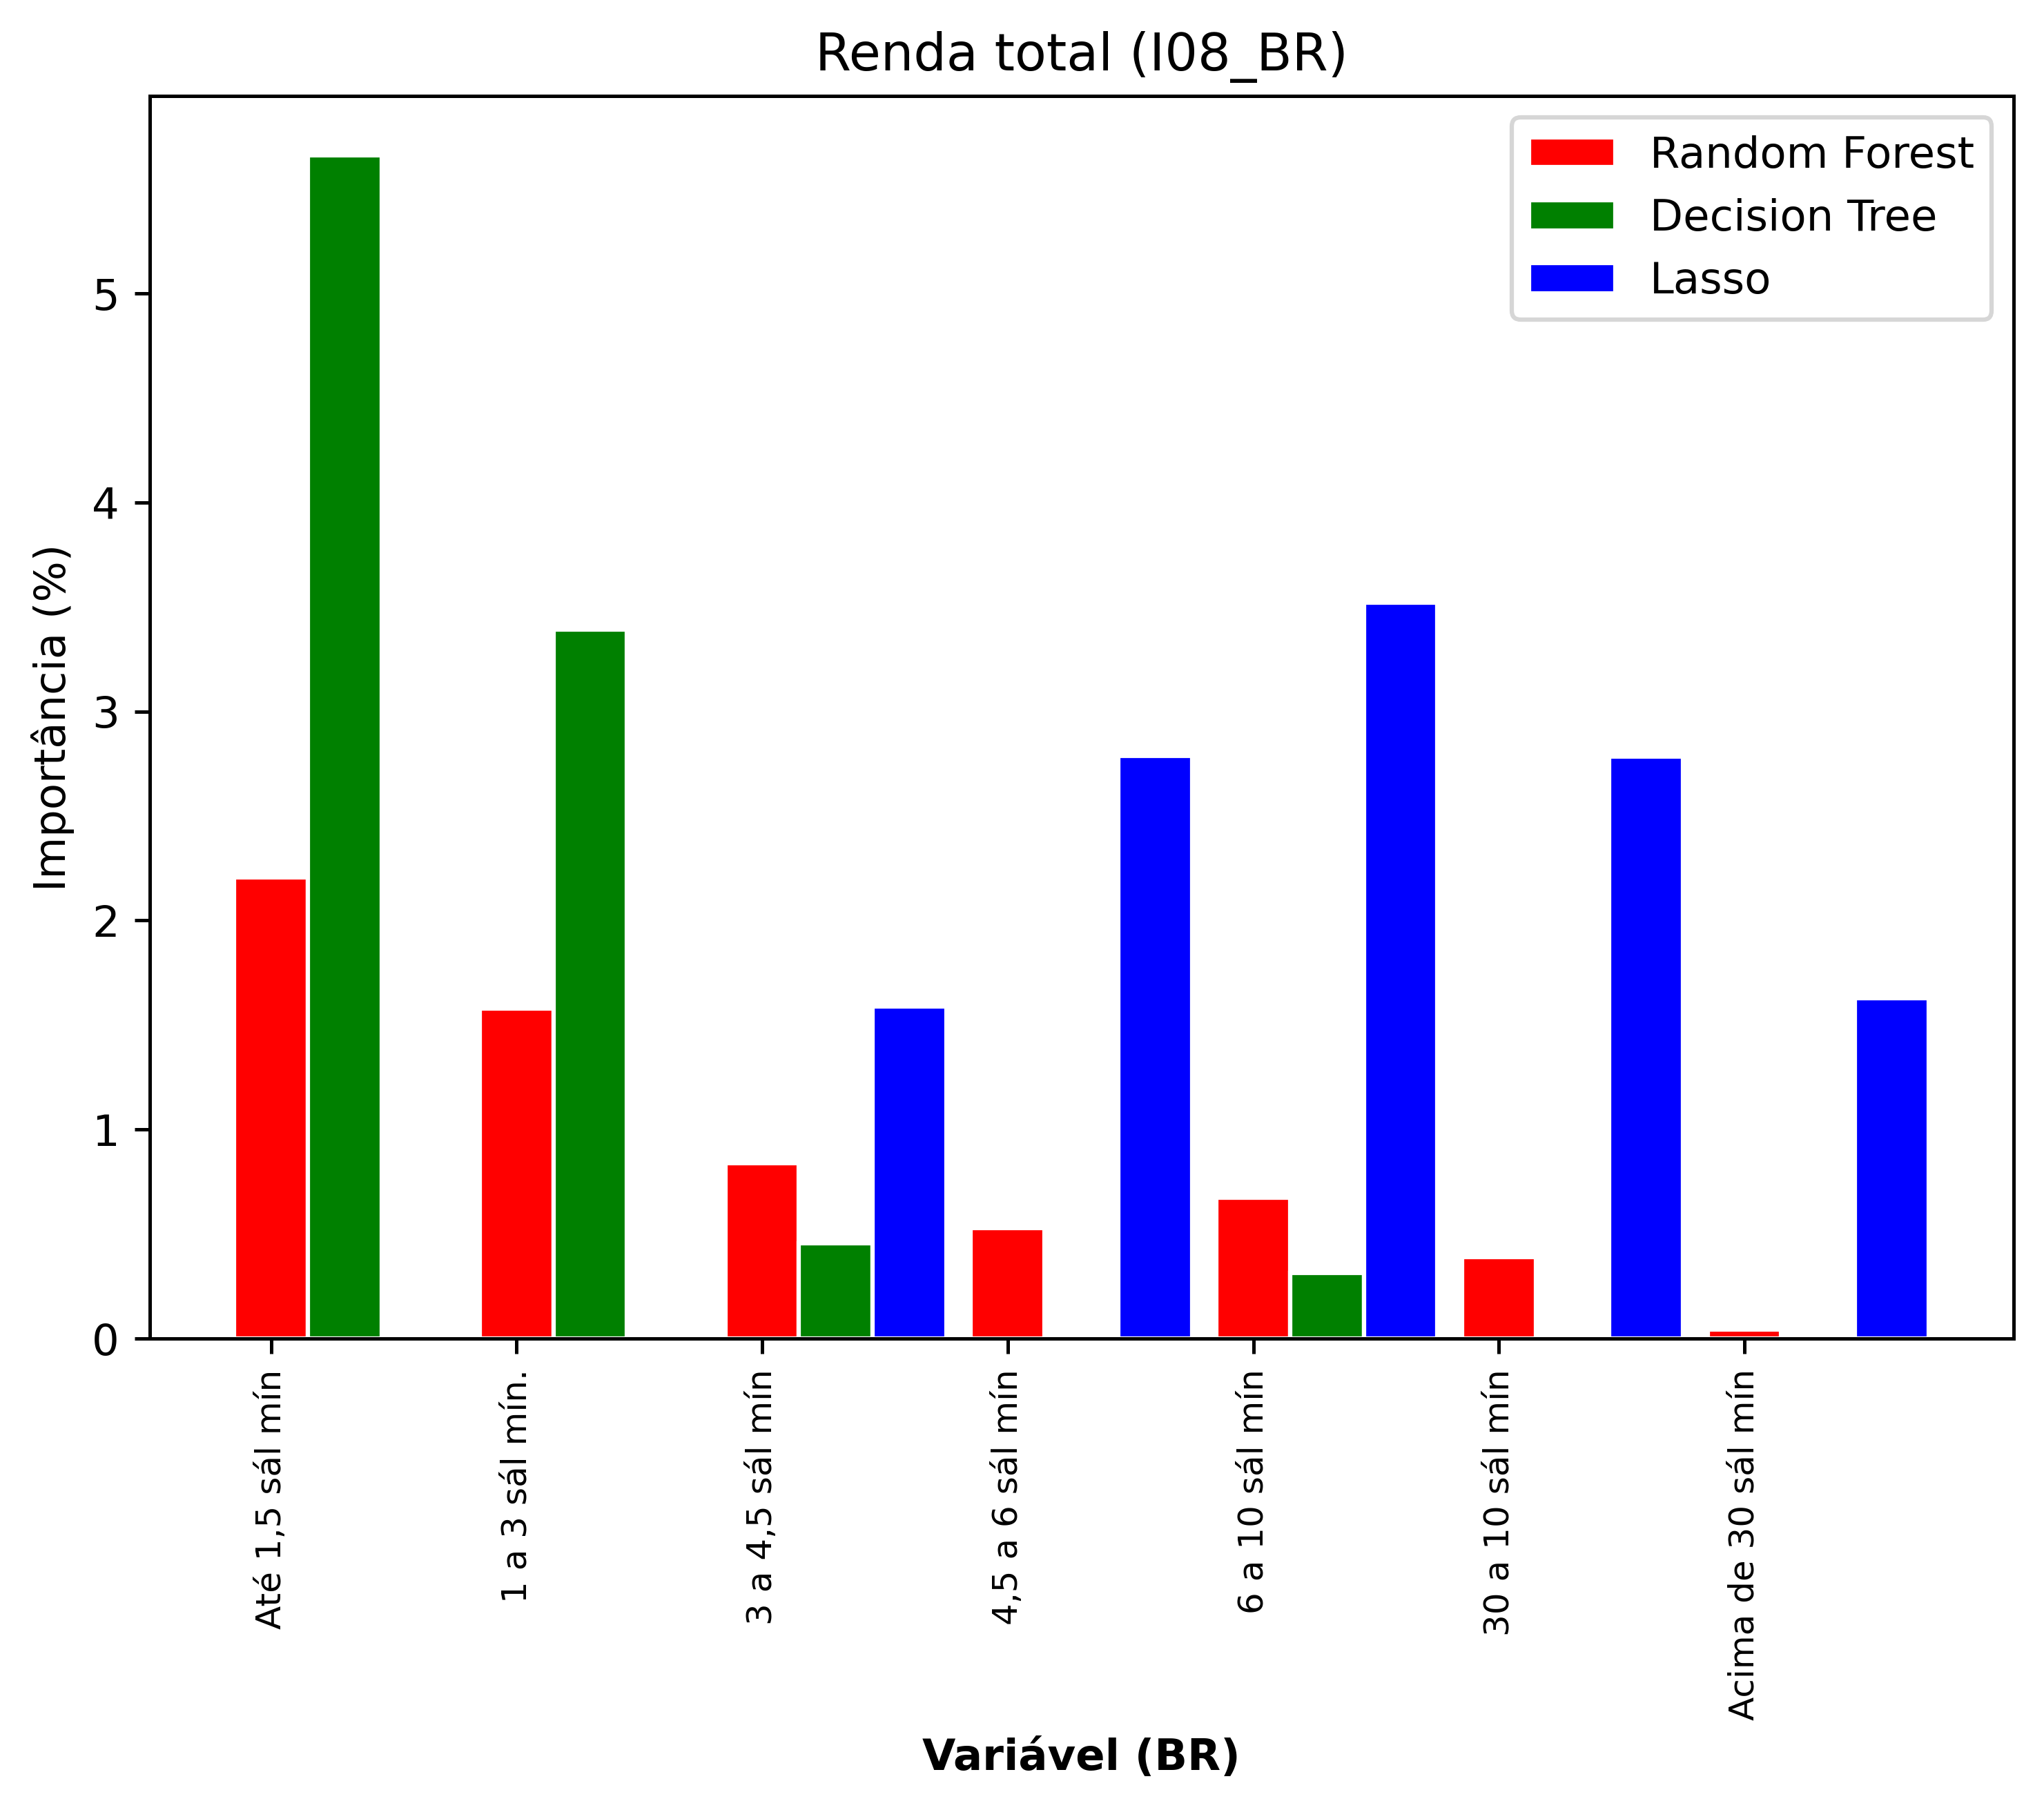 Renda total (I08_BR)
Random Forest
Decision Tree
Lasso
Importância (%)
5
4
3
2
1
0
Até 1,5 sál mín
1 a 3 sál mín.
3 a 4,5 sál mín
4,5 a 6 sál mín
6 a 10 sál mín
30 a 10 sál mín
Acima de 30 sál mín
Variável (BR)